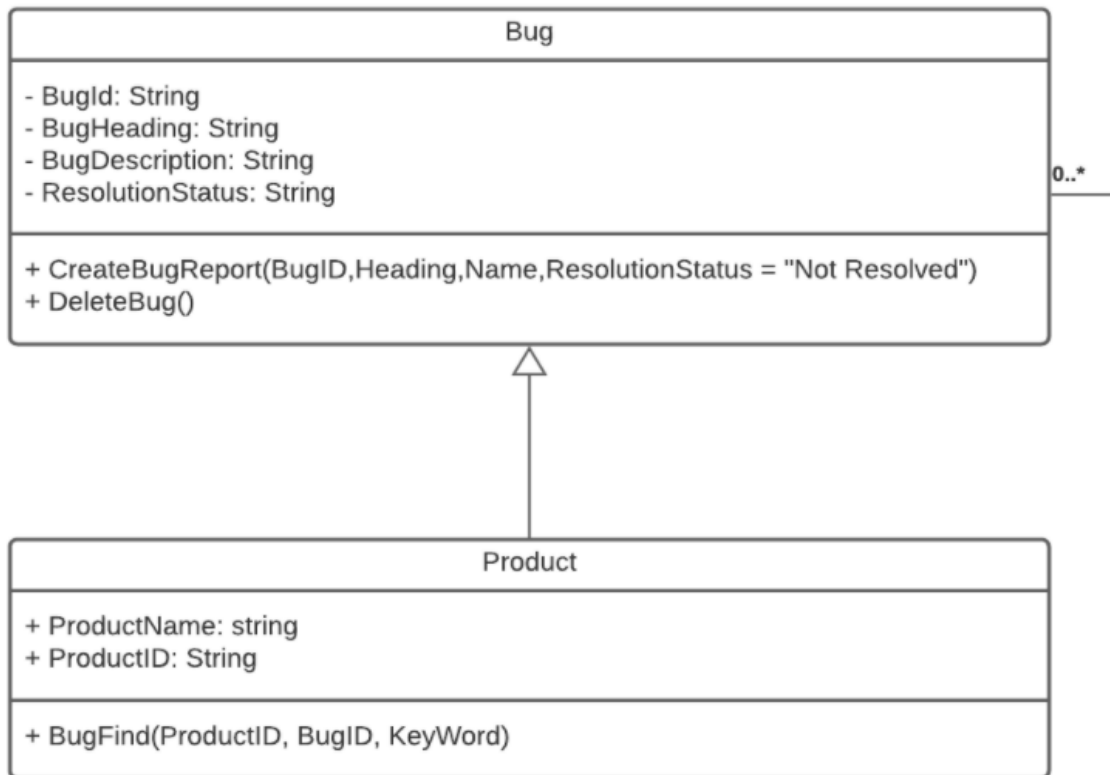 Bug
- BugId: String
- BugHeading: String
- BugDescription: String
- ResolutionStatus: String
0..*
+ CreateBugReport(BugID,Heading,Name,ResolutionStatus = "Not Resolved")
+ DeleteBug()
Product
+ ProductName: string
+ ProductID: String
+ BugFind(ProductID, BugID, KeyWord)